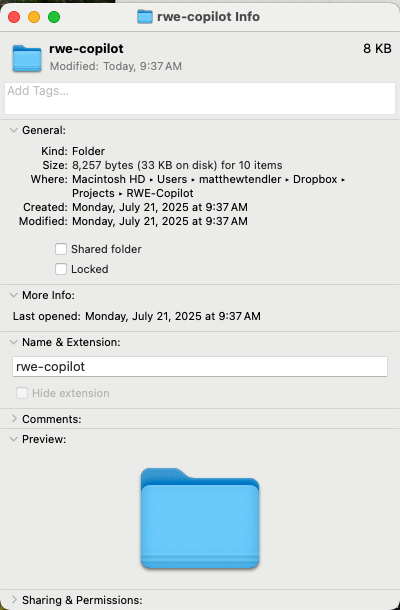 rwe-copilot Info
rwe-copilot 8 KB
Modified: Today, 9:37 AM
Add Tags...
General:
Kind: Folder
Size: 8,257 bytes (33 KB on disk) for 10 items
Where: Macintosh HD ▸ Users ▸ matthewtendler ▸ Dropbox ▸
Projects ▸ RWE-Copilot
Created: Monday, July 21, 2025 at 9:37 AM
Modified: Monday, July 21, 2025 at 9:37 AM
Shared folder
Locked
More Info:
Last opened: Monday, July 21, 2025 at 9:37 AM
Name & Extension:
rwe-copilot
Hide extension
Comments:
Preview:
Sharing & Permissions: